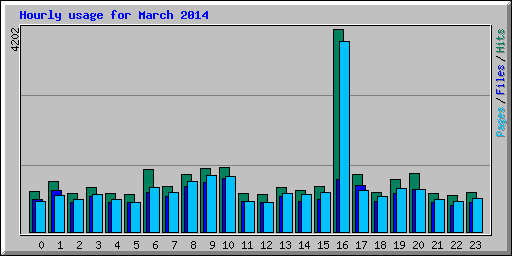 Hourly usage for March 2014
4202
Pages/Files/Hits
0 1 2 3 4 5 6 7 8 9 10 11 12 13 14 15 16 17 18 19 20 21 22 23